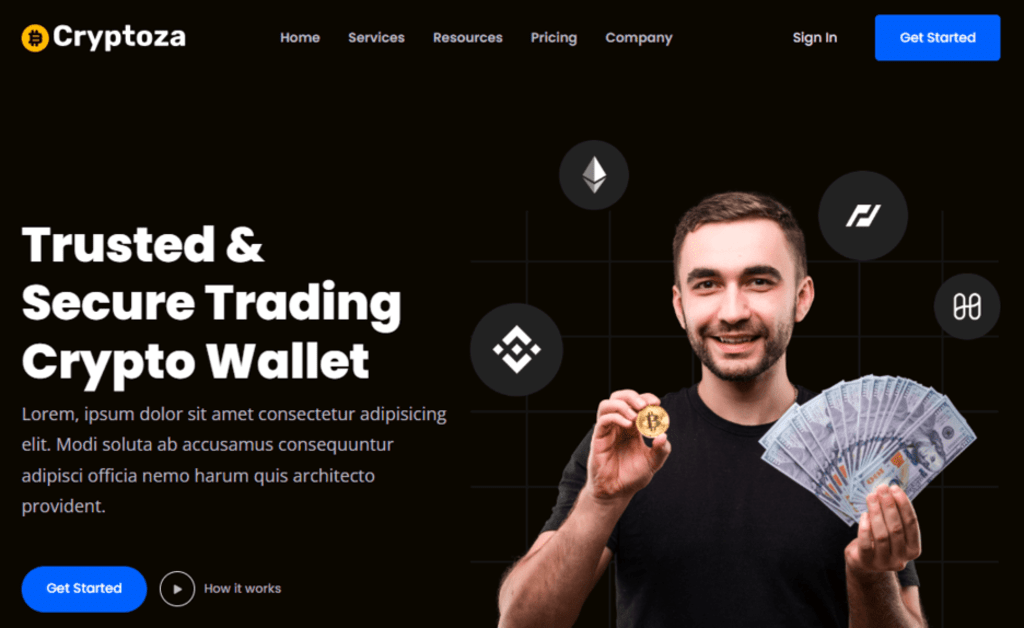 Cryptoza
Home Services Resources Pricing Company
Sign In
Get Started
Trusted &
Secure Trading
Crypto Wallet
Lorem, ipsum dolor sit amet consectetur adipisicing
elit. Modi soluta ab accusamus consequuntur
adipisci officia nemo harum quis architecto
provident.
Get Started
How it works